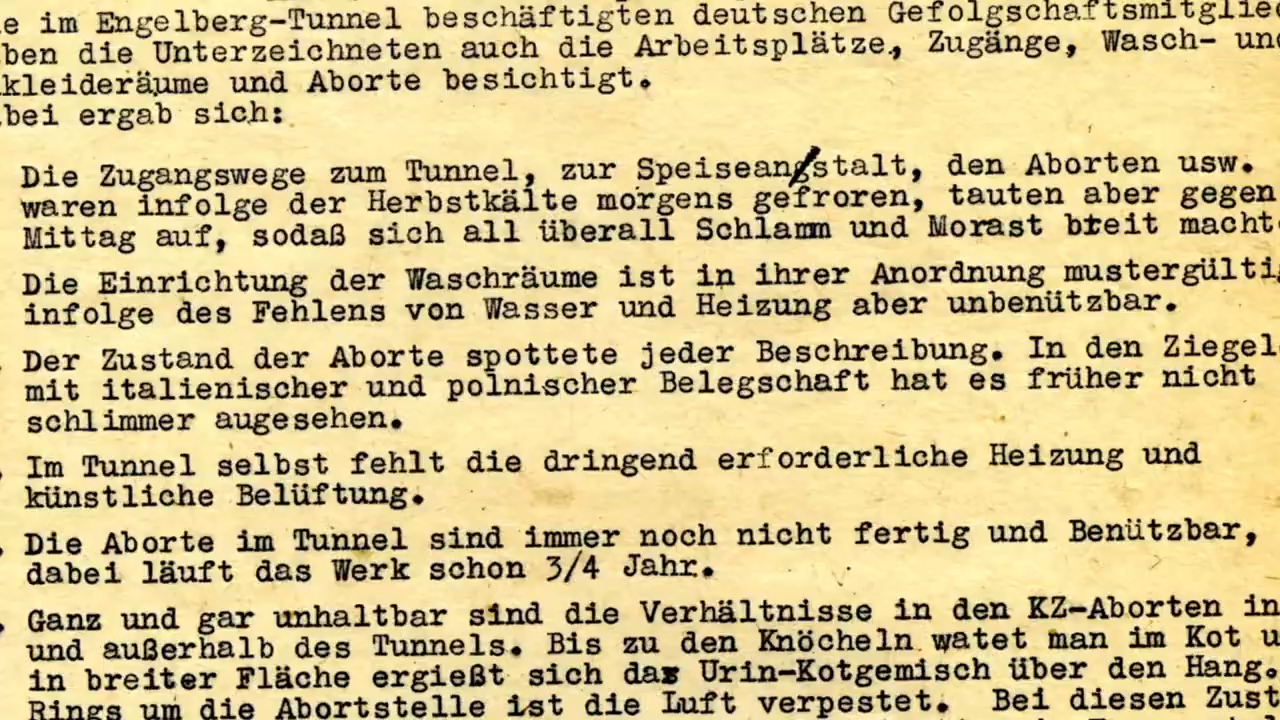 e im Engelberg-Tunnel beschäftigten deutschen Gefolgschaftsmitglied
ben die Unterzeichneten auch die Arbeitsplätze, Zugänge, Wasch- und
kleideräume und Aborte besichtigt.
bei ergab sich:
Die Zugangswege zum Tunnel, zur Speiseanstalt, den Aborten usw.
waren infolge der Herbstkälte morgens gefroren, tauten aber gegen
Mittag auf, sodaß sich all überall Schlamm und Morast breit macht
Die Einrichtung der Waschräume ist in ihrer Anordnung mustergülti
infolge des Fehlens von Wasser und Heizung aber unbenützbar.
Der Zustand der Aborte spottete jeder Beschreibung. In den Ziegel-
mit italienischer und polnischer Belegschaft hat es früher nicht
schlimmer augesehen.
Im Tunnel selbst fehlt die dringend erforderliche Heizung und
künstliche Belüftung.
Die Aborte im Tunnel sind immer noch nicht fertig und Benützbar,
dabei läuft das Werk schon 3/4 Jahr.
Ganz und gar unhaltbar sind die Verhältnisse in den KZ-Aborten in
und außerhalb des Tunnels. Bis zu den Knöcheln watet man im Kot u
in breiter Fläche ergießt sich das Urin-Kotgemisch über den Hang.
Rings um die Abortstelle ist die Luft verpestet. Bei diesen Zust